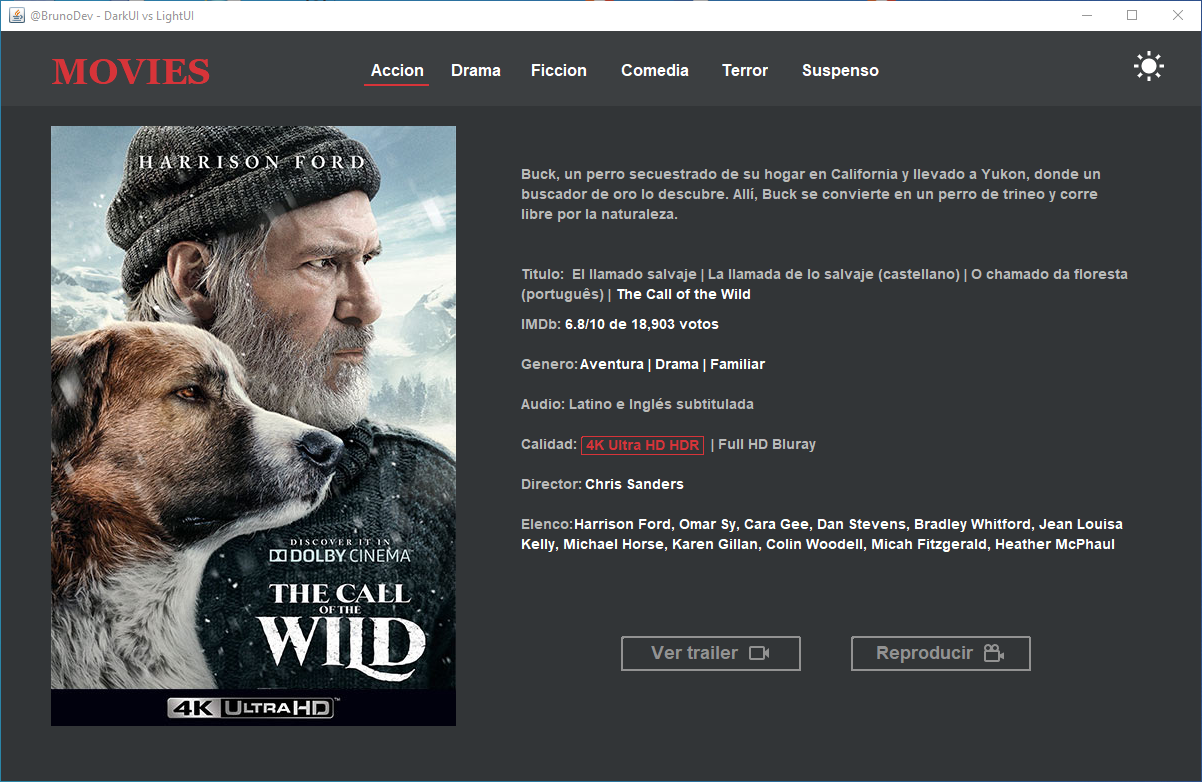 @BrunoDev - DarkUI vs LightUI
MOVIES
Accion Drama Ficcion Comedia Terror Suspenso
HARRISON FORD
DISCOVER IT IN
DOLBY CINEMA
THE CALL
OF THE
WILD
4K ULTRA HD™
Buck, un perro secuestrado de su hogar en California y llevado a Yukon, donde un
buscador de oro lo descubre. Allí, Buck se convierte en un perro de trineo y corre
libre por la naturaleza.
Titulo: El llamado salvaje | La llamada de lo salvaje (castellano) | O chamado da floresta
(português) | The Call of the Wild
IMDb: 6.8/10 de 18,903 votos
Genero: Aventura | Drama | Familiar
Audio: Latino e Inglés subtitulada
Calidad: 4K Ultra HD HDR | Full HD Bluray
Director: Chris Sanders
Elenco: Harrison Ford, Omar Sy, Cara Gee, Dan Stevens, Bradley Whitford, Jean Louisa
Kelly, Michael Horse, Karen Gillan, Colin Woodell, Micah Fitzgerald, Heather McPhaul
Ver trailer
Reproducir